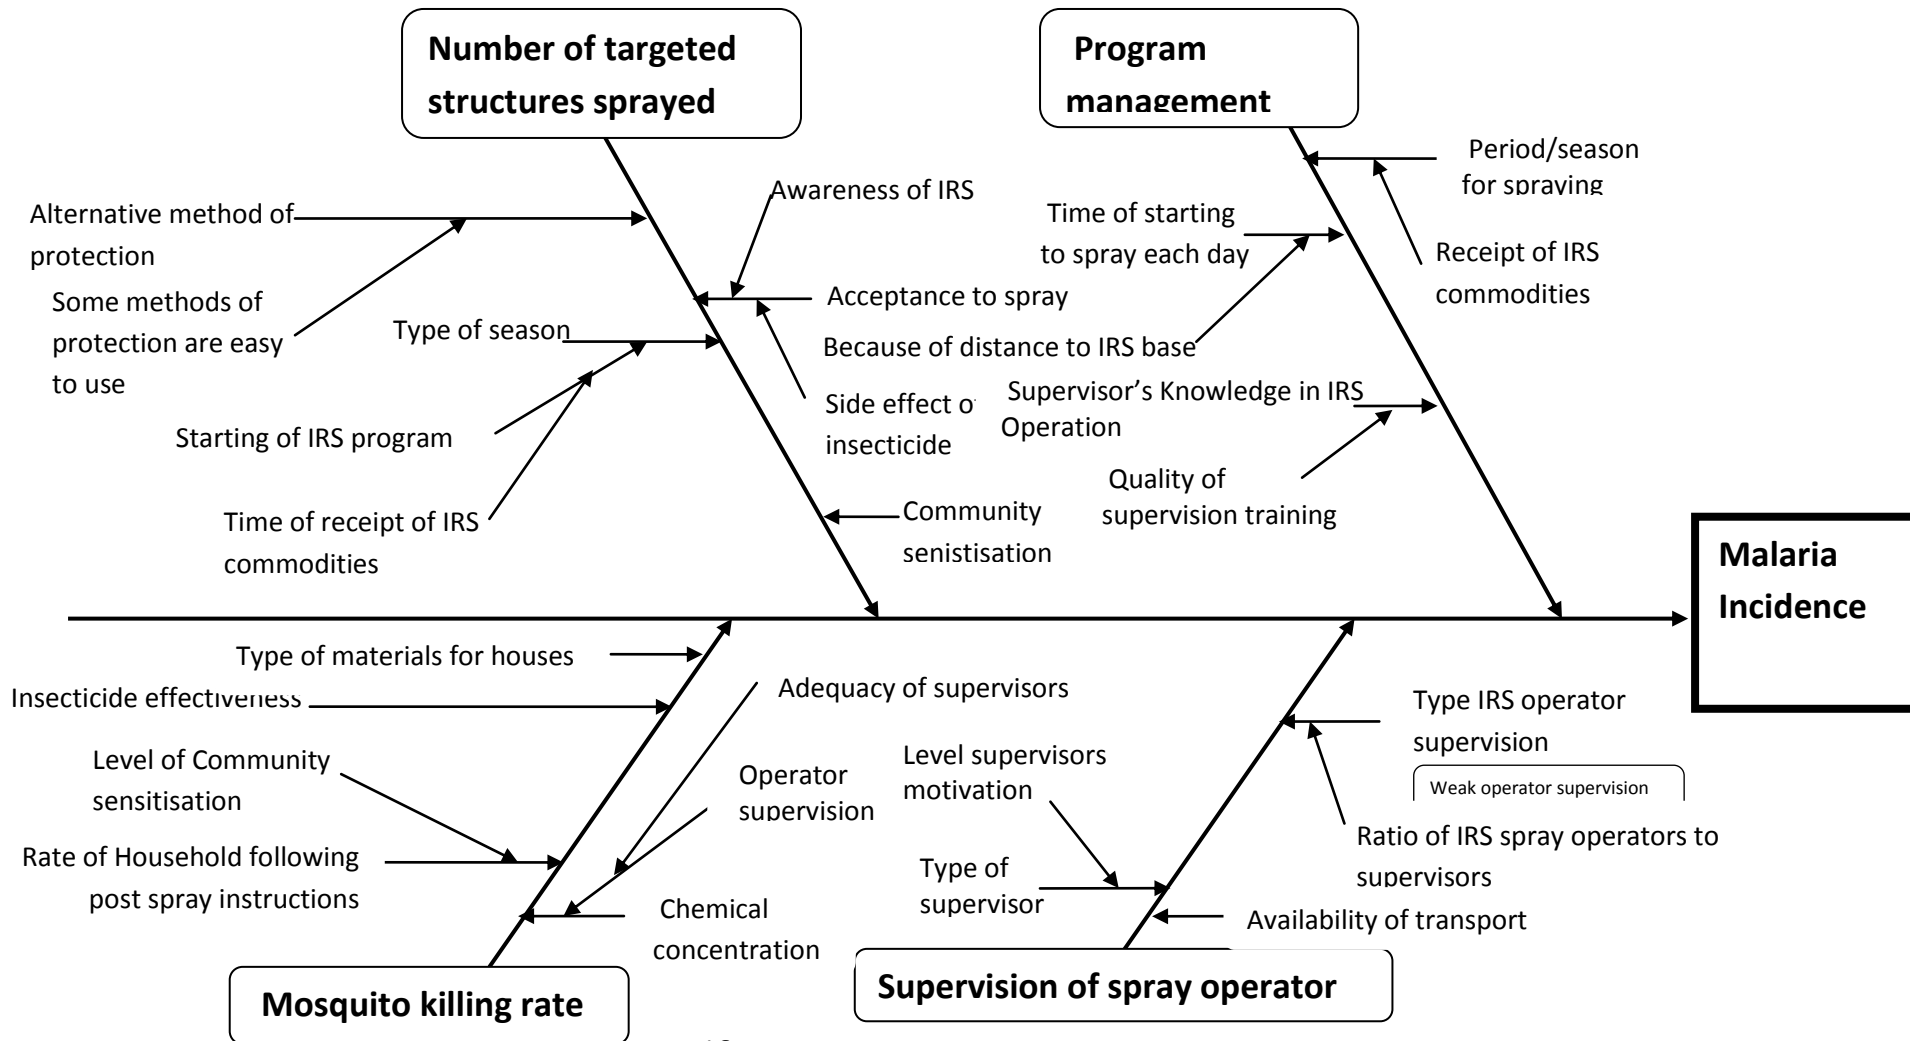 Number of targeted
structures sprayed
Program
management
Period/season
for spraying
Awareness of IRS
Alternative method of
protection
Time of starting
to spray each day
Receipt of IRS
commodities
Some methods of
protection are easy
to use
Acceptance to spray
Type of season
Because of distance to IRS base
Side effect of
insecticide
Supervisor’s Knowledge in IRS
Operation
Starting of IRS program
Quality of
supervision training
Time of receipt of IRS
commodities
Community
senistisation
Malaria
Incidence
Type of materials for houses
Insecticide effectiveness
Adequacy of supervisors
Type IRS operator
supervision
Level of Community
sensitisation
Operator
supervision
Level supervisors
motivation
Weak operator supervision
Rate of Household following
post spray instructions
Ratio of IRS spray operators to
supervisors
Type of
supervisor
Chemical
concentration
Availability of transport
Mosquito killing rate
Supervision of spray operator